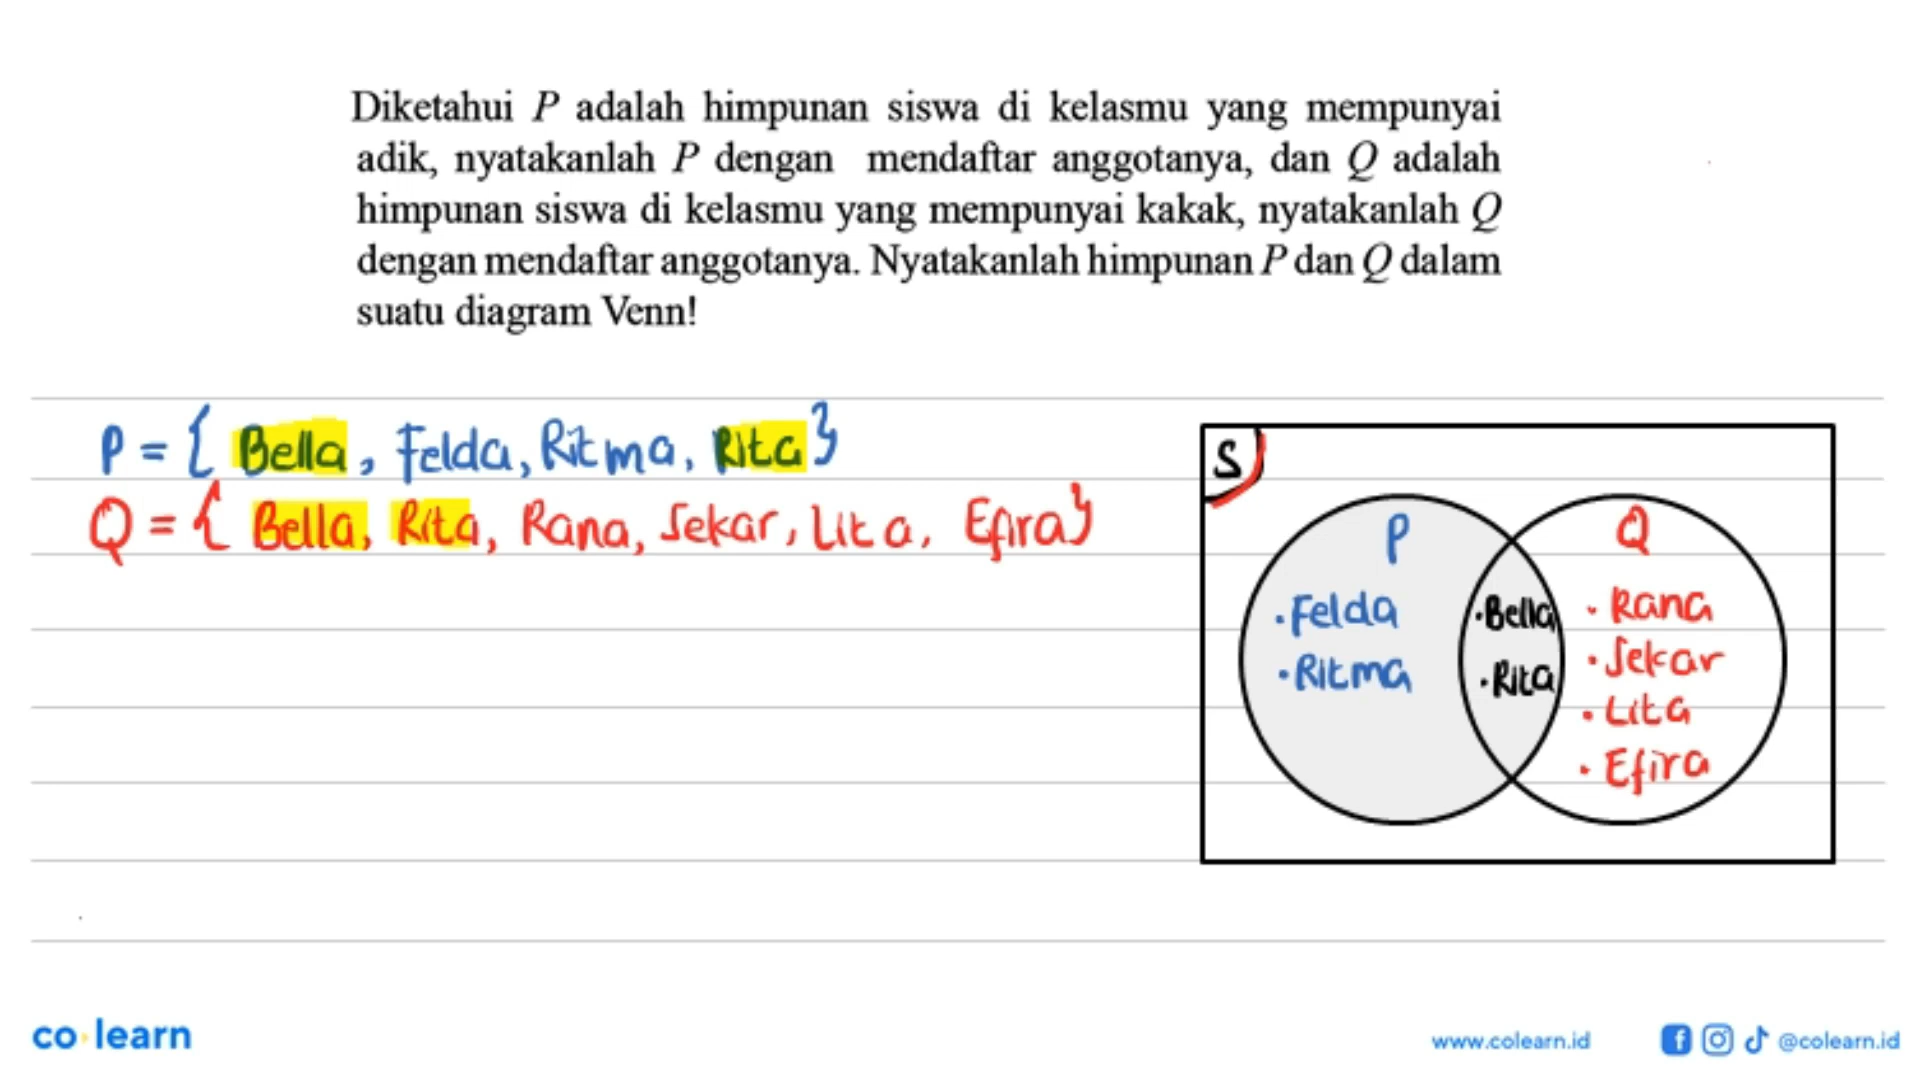 Diketahui P adalah himpunan siswa di kelasmu yang mempunyai
adik, nyatakanlah P dengan mendaftar anggotanya, dan Q adalah
himpunan siswa di kelasmu yang mempunyai kakak, nyatakanlah Q
dengan mendaftar anggotanya. Nyatakanlah himpunan P dan Q dalam
suatu diagram Venn!
P = { Bella, Felda, Ritma, Rita}
Q = { Bella, Rita, Rana, Sekar, Lita, Efira}
S
P
Q
·Felda
·Ritma
·Bella
·Rita
·Rana
·Sekar
·Lita
·Efira
co learn
www.colearn.id
@colearn.id